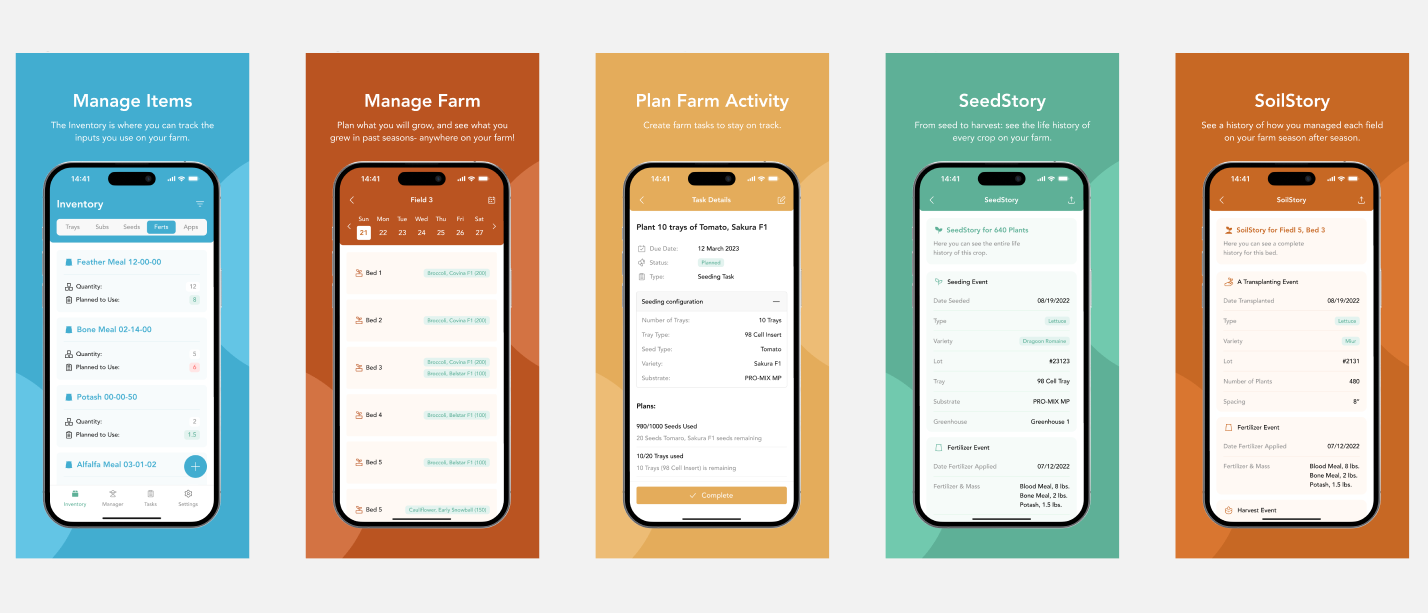 Manage Items
The Inventory is where you can track the
inputs you use on your farm.
14:41
Inventory
Trays Subs Seeds Ferts Apps
Feather Meal 12-00-00
Quantity: 12
Planned to Use: 8
Bone Meal 02-14-00
Quantity: 5
Planned to Use: 6
Potash 00-00-50
Quantity: 2
Planned to Use: 1.5
Alfalfa Meal 03-01-02
+
Inventory Manager Tasks Settings
Manage Farm
Plan what you will grow, and see what you
grew in past seasons- anywhere on your farm!
14:41
Field 3
Sun Mon Tue Wed Thu Fri Sat
21 22 23 24 25 26 27
Bed 1 Broccoli, Covina F1 (200)
Bed 2 Broccoli, Covina F1 (200)
Bed 3 Broccoli, Covina F1 (200)
Broccoli, Belstar F1 (100)
Bed 4 Broccoli, Belstar F1 (100)
Bed 5 Broccoli, Belstar F1 (100)
Bed 5 Cauliflower, Early Snowball (150)
Plan Farm Activity
Create farm tasks to stay on track.
14:41
Task Details
Plant 10 trays of Tomato, Sakura F1
Due Date: 12 March 2023
Status: Planned
Type: Seeding Task
Seeding configuration
Number of Trays: 10 Trays
Tray Type: 98 Cell Insert
Seed Type: Tomato
Variety: Sakura F1
Substrate: PRO-MIX MP
Plans:
980/1000 Seeds Used
20 Seeds Tomaro, Sakura F1 seeds remaining
10/20 Trays used
10 Trays (98 Cell Insert) is remaining
Complete
SeedStory
From seed to harvest: see the life history of
every crop on your farm.
14:41
SeedStory
SeedStory for 640 Plants
Here you can see the entire life
history of this crop.
Seeding Event
Date Seeded 08/19/2022
Type Lettuce
Variety Dragoon Romaine
Lot #23123
Tray 98 Cell Tray
Substrate PRO-MIX MP
Greenhouse Greenhouse 1
Fertilizer Event
Date Fertilizer Applied 07/12/2022
Fertilizer & Mass Blood Meal, 8 lbs.
Bone Meal, 2 lbs.
Potash, 1.5 lbs.
SoilStory
See a history of how you managed each field
on your farm season after season.
14:41
SoilStory
SoilStory for Fiedl 5, Bed 3
Here you can see a complete
history for this bed.
A Transplanting Event
Date Transplanted 08/19/2022
Type Lettuce
Variety Muir
Lot #2131
Number of Plants 480
Spacing 8"
Fertilizer Event
Date Fertilizer Applied 07/12/2022
Fertilizer & Mass Blood Meal, 8 lbs.
Bone Meal, 2 lbs.
Potash, 1.5 lbs.
Harvest Event